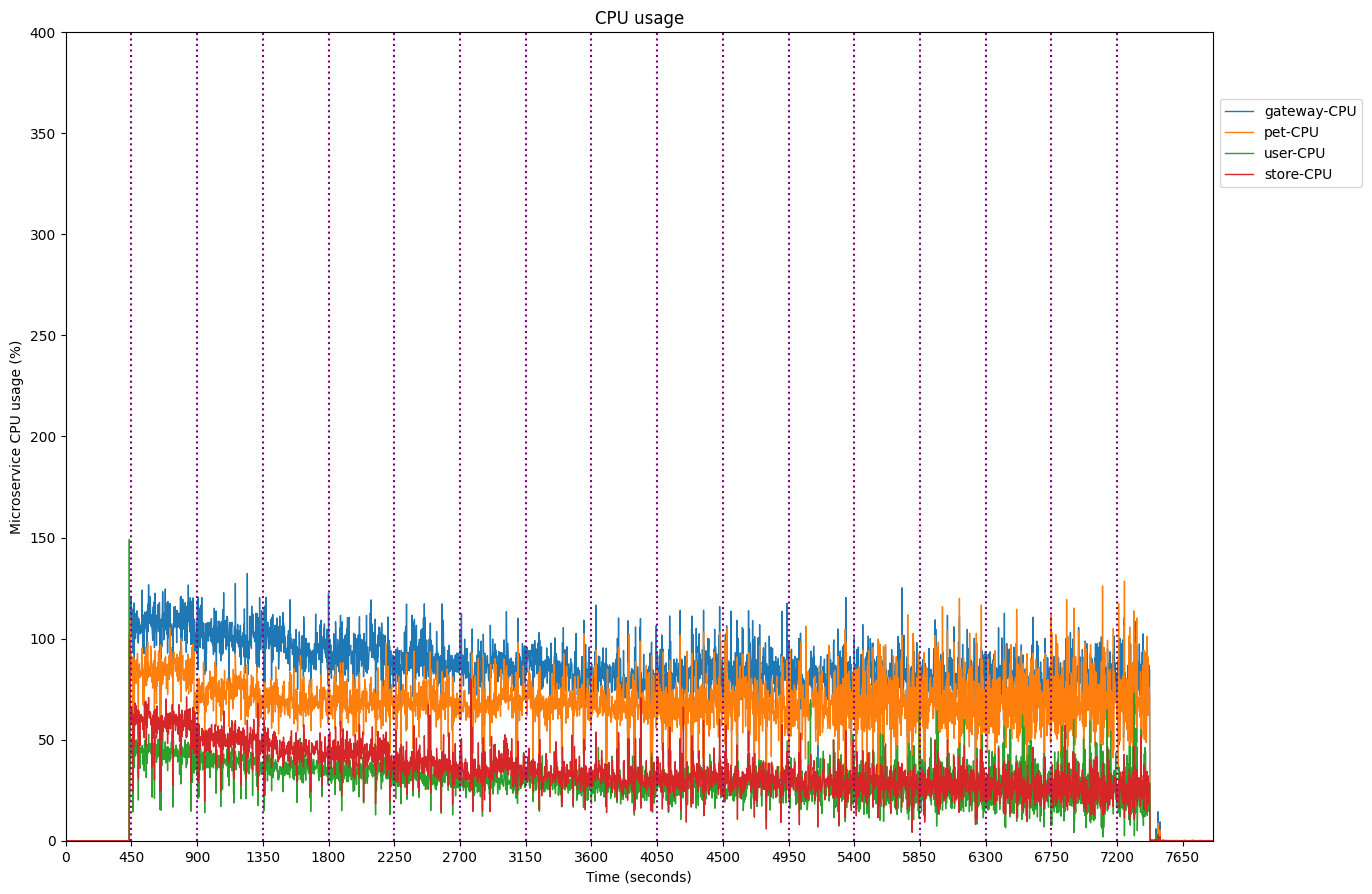 CPU usage
400
350
300
250
200
150
100
50
0
Microservice CPU usage (%)
0 450 900 1350 1800 2250 2700 3150 3600 4050 4500 4950 5400 5850 6300 6750 7200 7650
Time (seconds)
gateway-CPU
pet-CPU
user-CPU
store-CPU